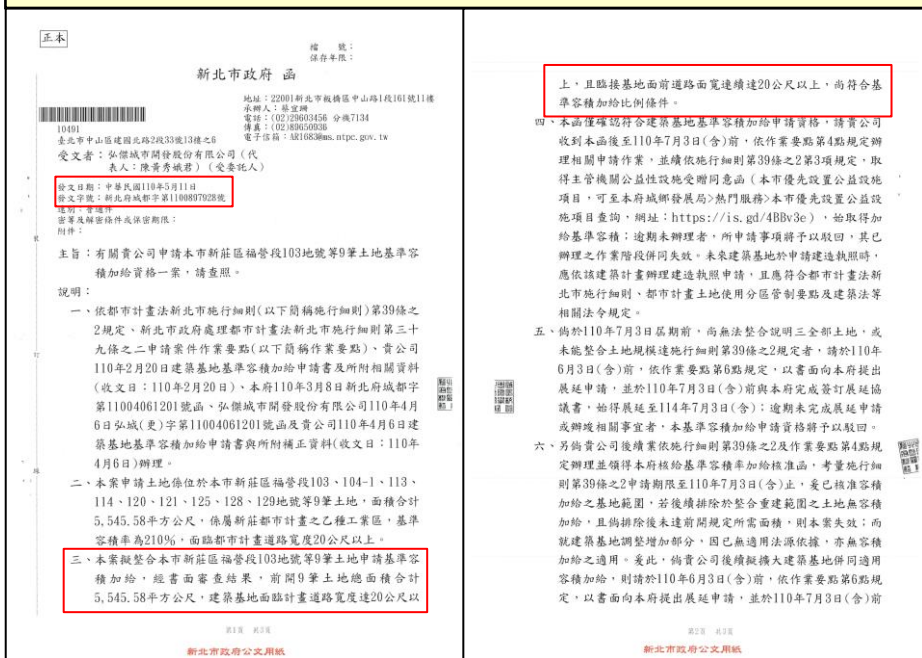 正本
檔　　號：
保存年限：
新北市政府　函
地址：22001新北市板橋區中山路1段161號11樓
承辦人：蔡宜珊
電話：(02)29603456 分機7134
傳真：(02)89650936
電子信箱：AR1683@ms.ntpc.gov.tw
10491
臺北市中山區建國北路2段33號13樓之6
受文者：弘傑城市開發股份有限公司（代
表人：陳黃秀娥君）（受委託人）
發文日期：中華民國110年5月11日
發文字號：新北府城都字第1100897928號
速別：普通件
密等及解密條件或保密期限：
附件：
主旨：有關貴公司申請本市新莊區福營段103地號等9筆土地基準容
積加給資格一案，請查照。
說明：
一、依都市計畫法新北市施行細則(以下簡稱施行細則)第39條之
2規定、新北市政府處理都市計畫法新北市施行細則第三十
九條之二申請案件作業要點(以下簡稱作業要點)、貴公司
110年2月20日建築基地基準容積加給申請書及所附相關資料
(收文日：110年2月20日)、本府110年3月8日新北府城都字
第11004061201號函、弘傑城市開發股份有限公司110年4月
6日弘城(更)字第11004061201號函及貴公司110年4月6日建
築基地基準容積加給申請書與所附補正資料(收文日：110年
4月6日)辦理。
二、本案申請土地係位於本市新莊區福營段103、104-1、113、
114、120、121、125、128、129地號等9筆土地，面積合計
5,545.58平方公尺，係屬新莊都市計畫之乙種工業區，基準
容積率為210%，面臨都市計畫道路寬度20公尺以上。
三、本案擬整合本市新莊區福營段103地號等9筆土地申請基準容
積加給，經書面審查結果，前開9筆土地總面積合計
5,545.58平方公尺，建築基地面臨計畫道路寬度達20公尺以
第1頁　共3頁
新北市政府公文用紙
上，且臨接基地面前道路面寬連續達20公尺以上，尚符合基
準容積加給比例條件。
四、本函僅確認符合建築基地基準容積加給申請資格，請貴公司
收到本函後至110年7月3日(含)前，依作業要點第4點規定辦
理相關申請作業，並續依施行細則第39條之2第3項規定，取
得主管機關公益性設施受贈同意函（本市優先設置公益設施
項目，可至本府城鄉發展局>熱門服務>本市優先設置公益設
施項目查詢，網址：https://is.gd/4BBv3e），始取得加
給基準容積；逾期未辦理者，所申請事項將予以駁回，其已
辦理之作業階段併同失效。未來建築基地於申請建造執照時，
應依該建築計畫辦理建造執照申請，且應符合都市計畫法新
北市施行細則、都市計畫土地使用分區管制要點及建築法等
相關法令規定。
五、倘於110年7月3日屆期前，尚無法整合說明三全部土地，或
未能整合土地規模達施行細則第39條之2規定者，請於110年
6月3日(含)前，依作業要點第6點規定，以書面向本府提出
展延申請，並於110年7月3日(含)前與本府完成簽訂展延協
議書，始得展延至114年7月3日(含)；逾期未完成展延申請
或辦竣相關事宜者，本基準容積加給申請資格將予以駁回。
六、另倘貴公司後續業依施行細則第39條之2及作業要點第4點規
定辦理並領得本府核給基準容積率加給核准函，考量施行細
則第39條之2申請期限至110年7月3日(含)止，爰已核准容積
加給之基地範圍，若後續排除於整合重建範圍之土地無容積
加給，且倘排除後未達前開規定所需面積，則本案失效；而
就建築基地調整增加部分，因已無適用法源依據，亦無容積
加給之適用。爰此，倘貴公司後續擬擴大建築基地併同適用
容積加給，則請於110年6月3日(含)前，依作業要點第6點規
定，以書面向本府提出展延申請，並於110年7月3日(含)前
第2頁　共3頁
新北市政府公文用紙